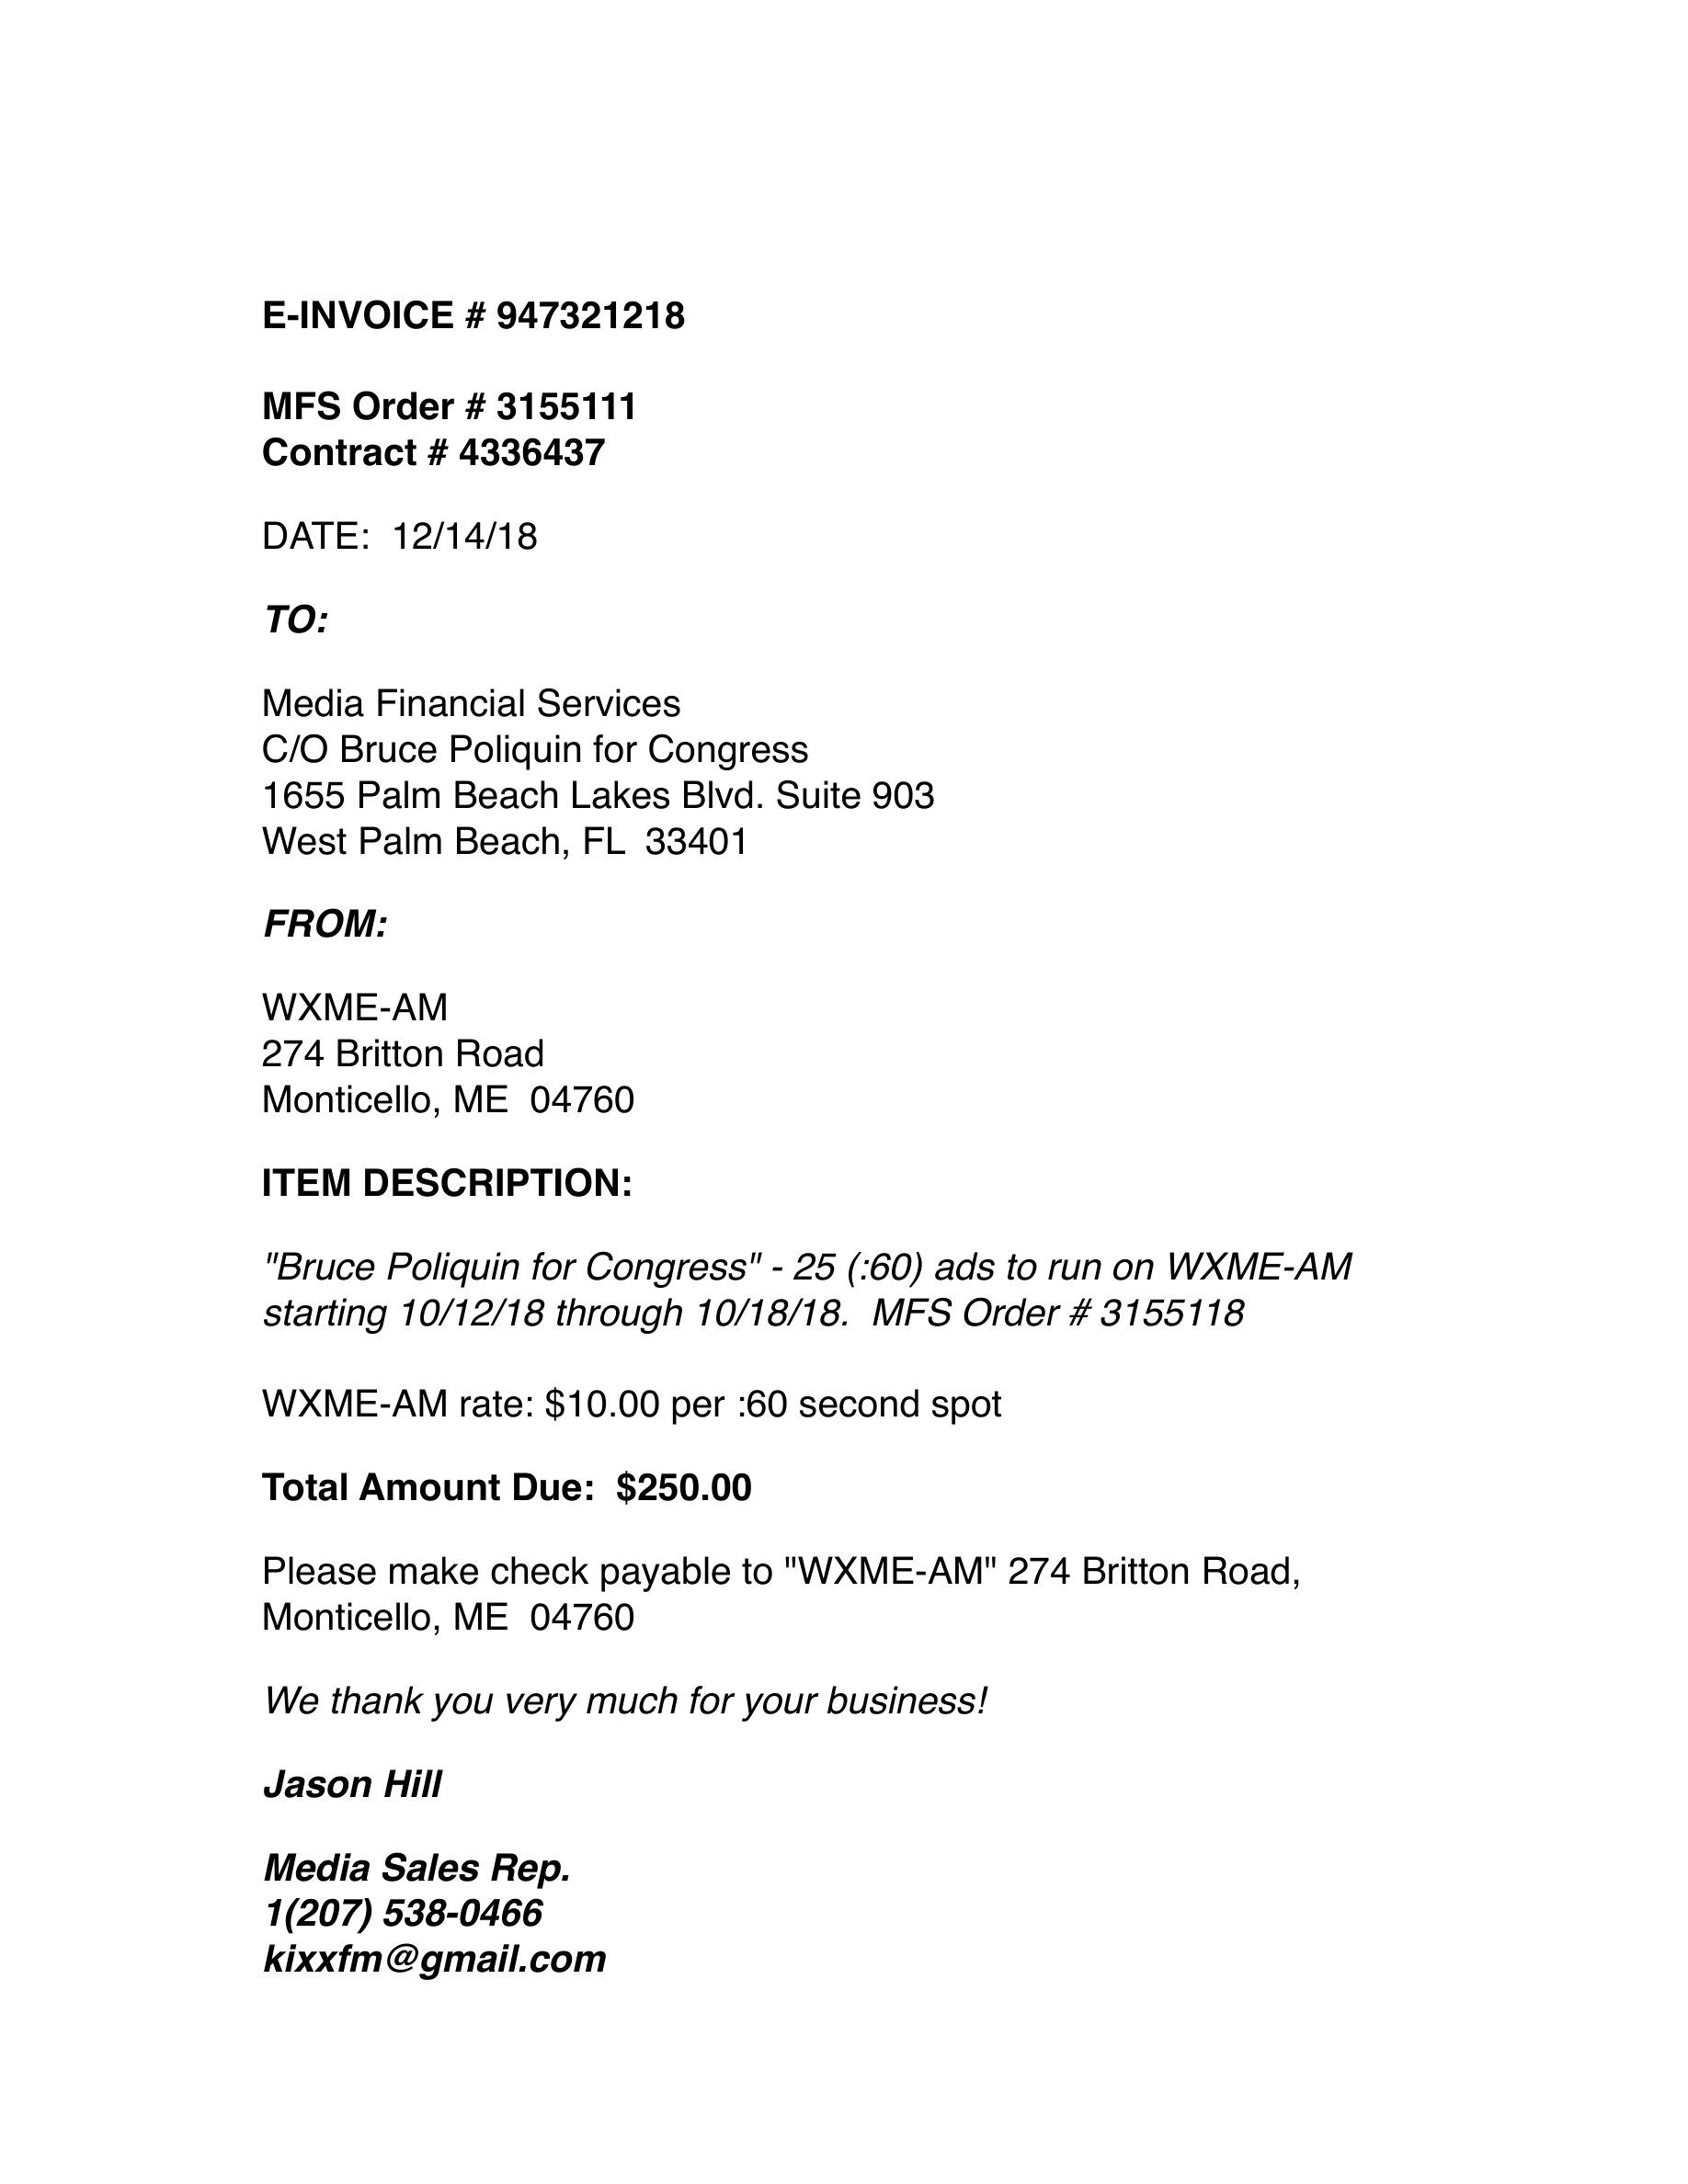 E-INVOICE # 947321218
MFS Order # 3155111
Contract # 4336437
DATE:  12/14/18
TO:
Media Financial Services
C/O Bruce Poliquin for Congress
1655 Palm Beach Lakes Blvd. Suite 903
West Palm Beach, FL  33401
FROM:
WXME-AM
274 Britton Road
Monticello, ME  04760
ITEM DESCRIPTION:
"Bruce Poliquin for Congress" - 25 (:60) ads to run on WXME-AM
starting 10/12/18 through 10/18/18.  MFS Order # 3155118
WXME-AM rate: $10.00 per :60 second spot
Total Amount Due:  $250.00
Please make check payable to "WXME-AM" 274 Britton Road,
Monticello, ME  04760
We thank you very much for your business!
Jason Hill
Media Sales Rep.
1(207) 538-0466
kixxfm@gmail.com